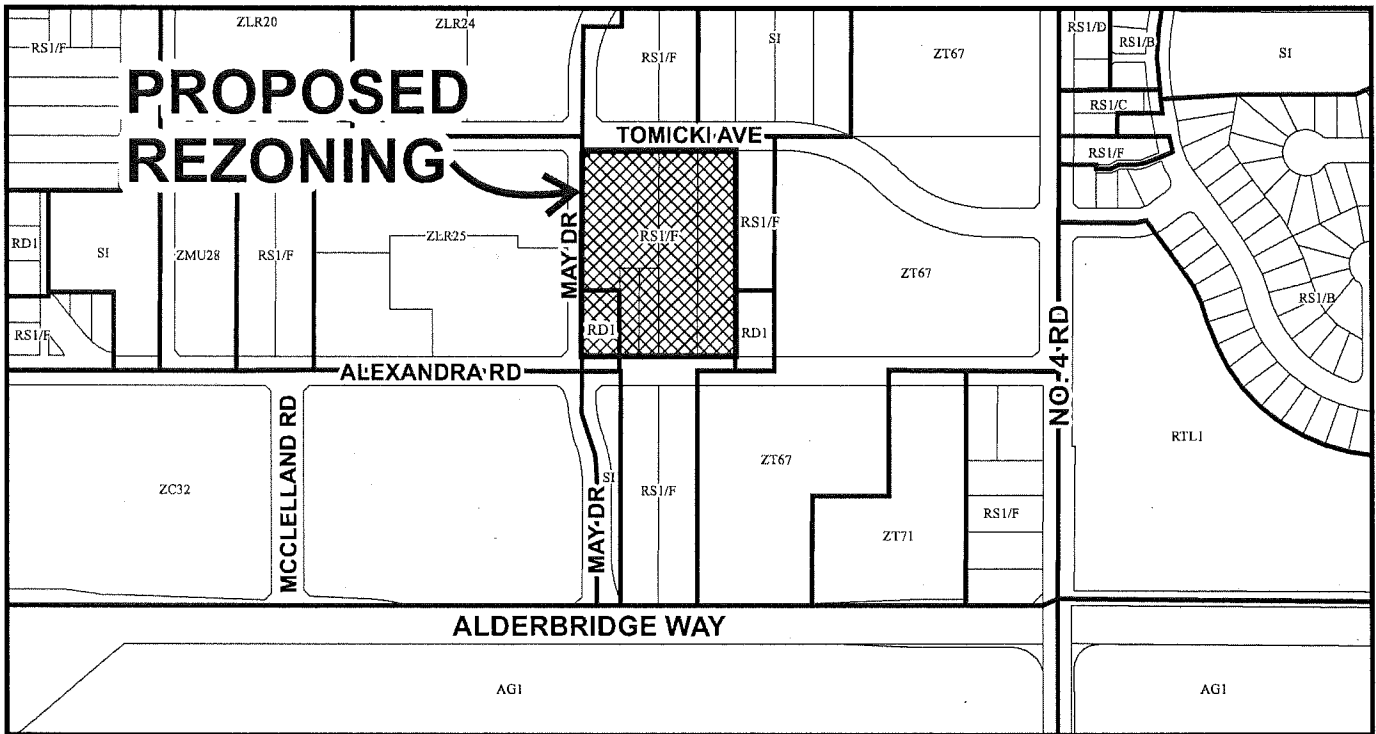 ZLR20
ZLR24
RS1/F
RS1/F
SI
ZT67
RS1/D
RS1/B
SI
PROPOSED
REZONING
RS1/C
TOMICKI AVE
RS1/F
RD1
SI
ZMU28
RS1/F
ZLR25
MAY DR
RS1/F
RS1/F
ZT67
RS1/B
RS1/F
RD1
RD1
NO. 4 RD
ALEXANDRA RD
MCCLELLAND RD
ZC32
MAY DR
SI
RS1/F
ZT67
ZT71
RS1/F
RTL1
ALDERBRIDGE WAY
AG1
AG1